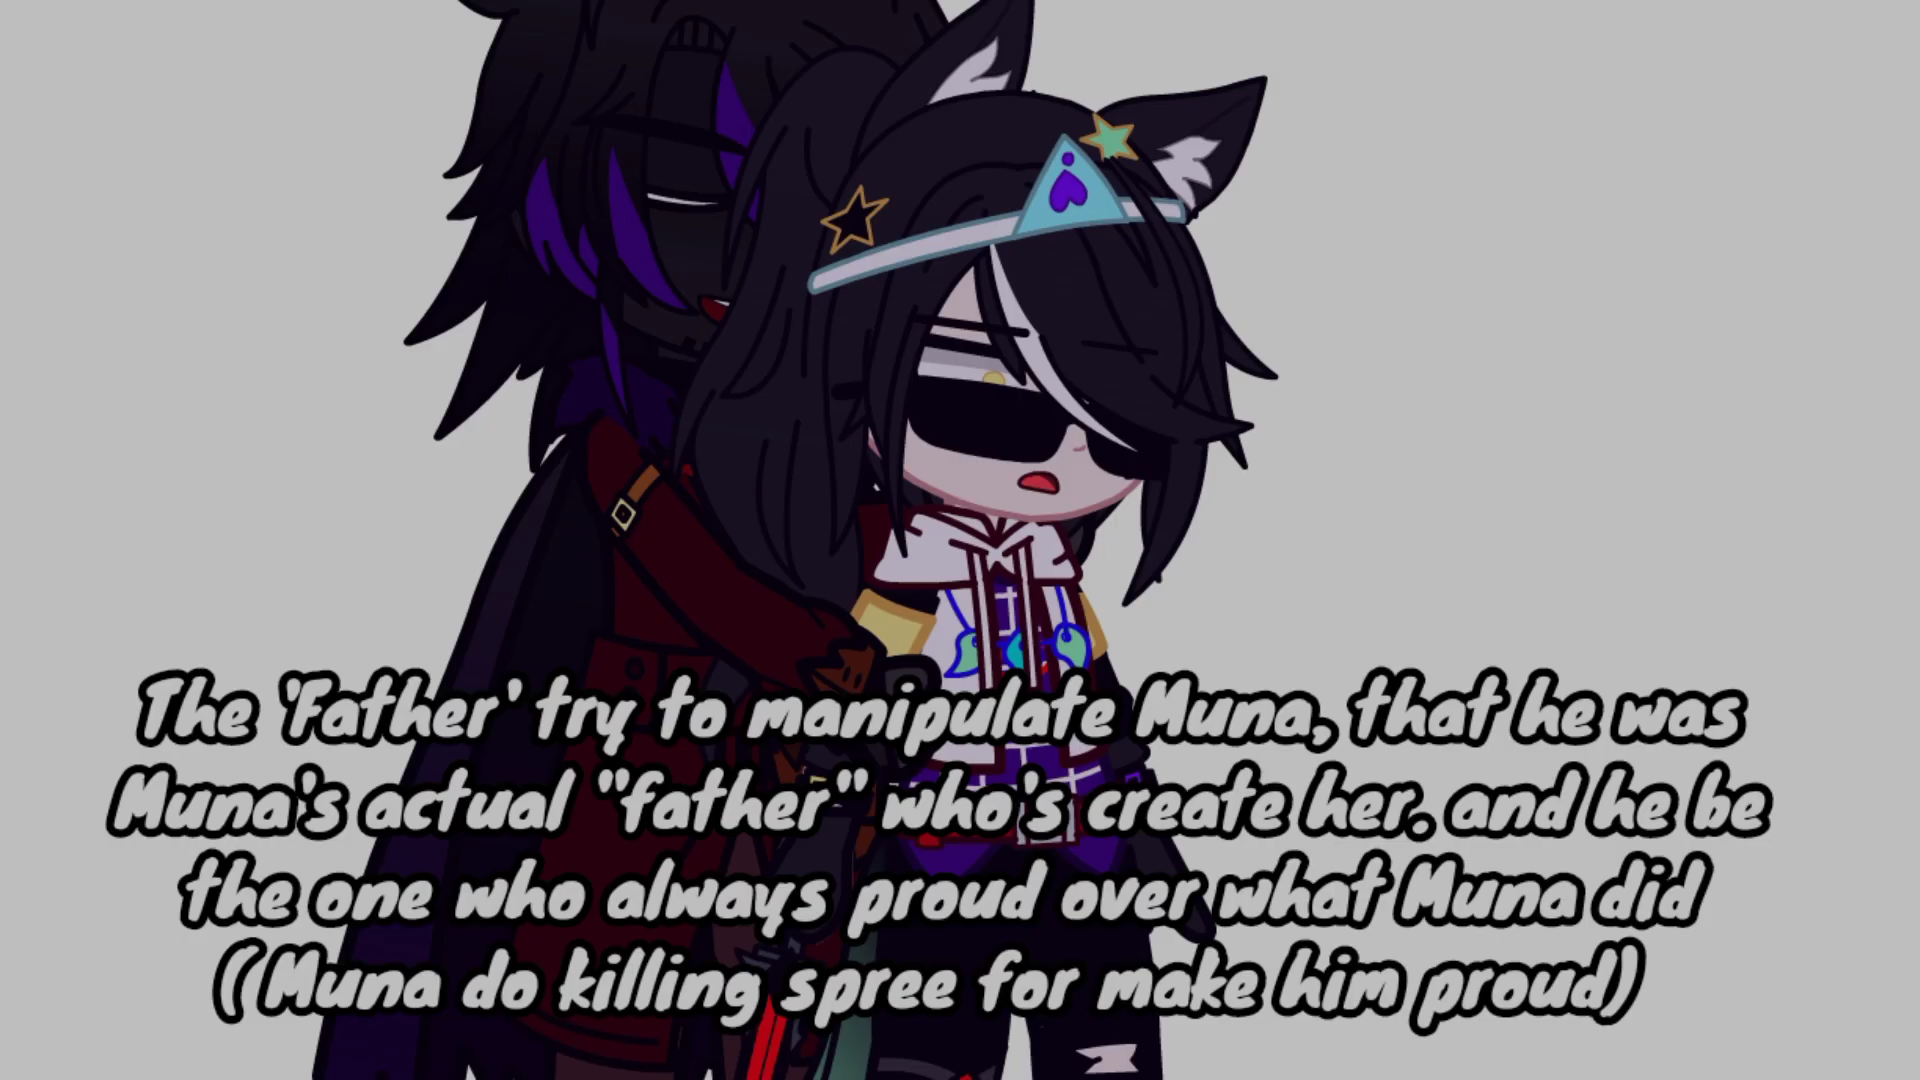 The 'Father' try to manipulate Muna, that he was
Muna's actual "father" who's create her. and he be
the one who always proud over what Muna did
(Muna do killing spree for make him proud)